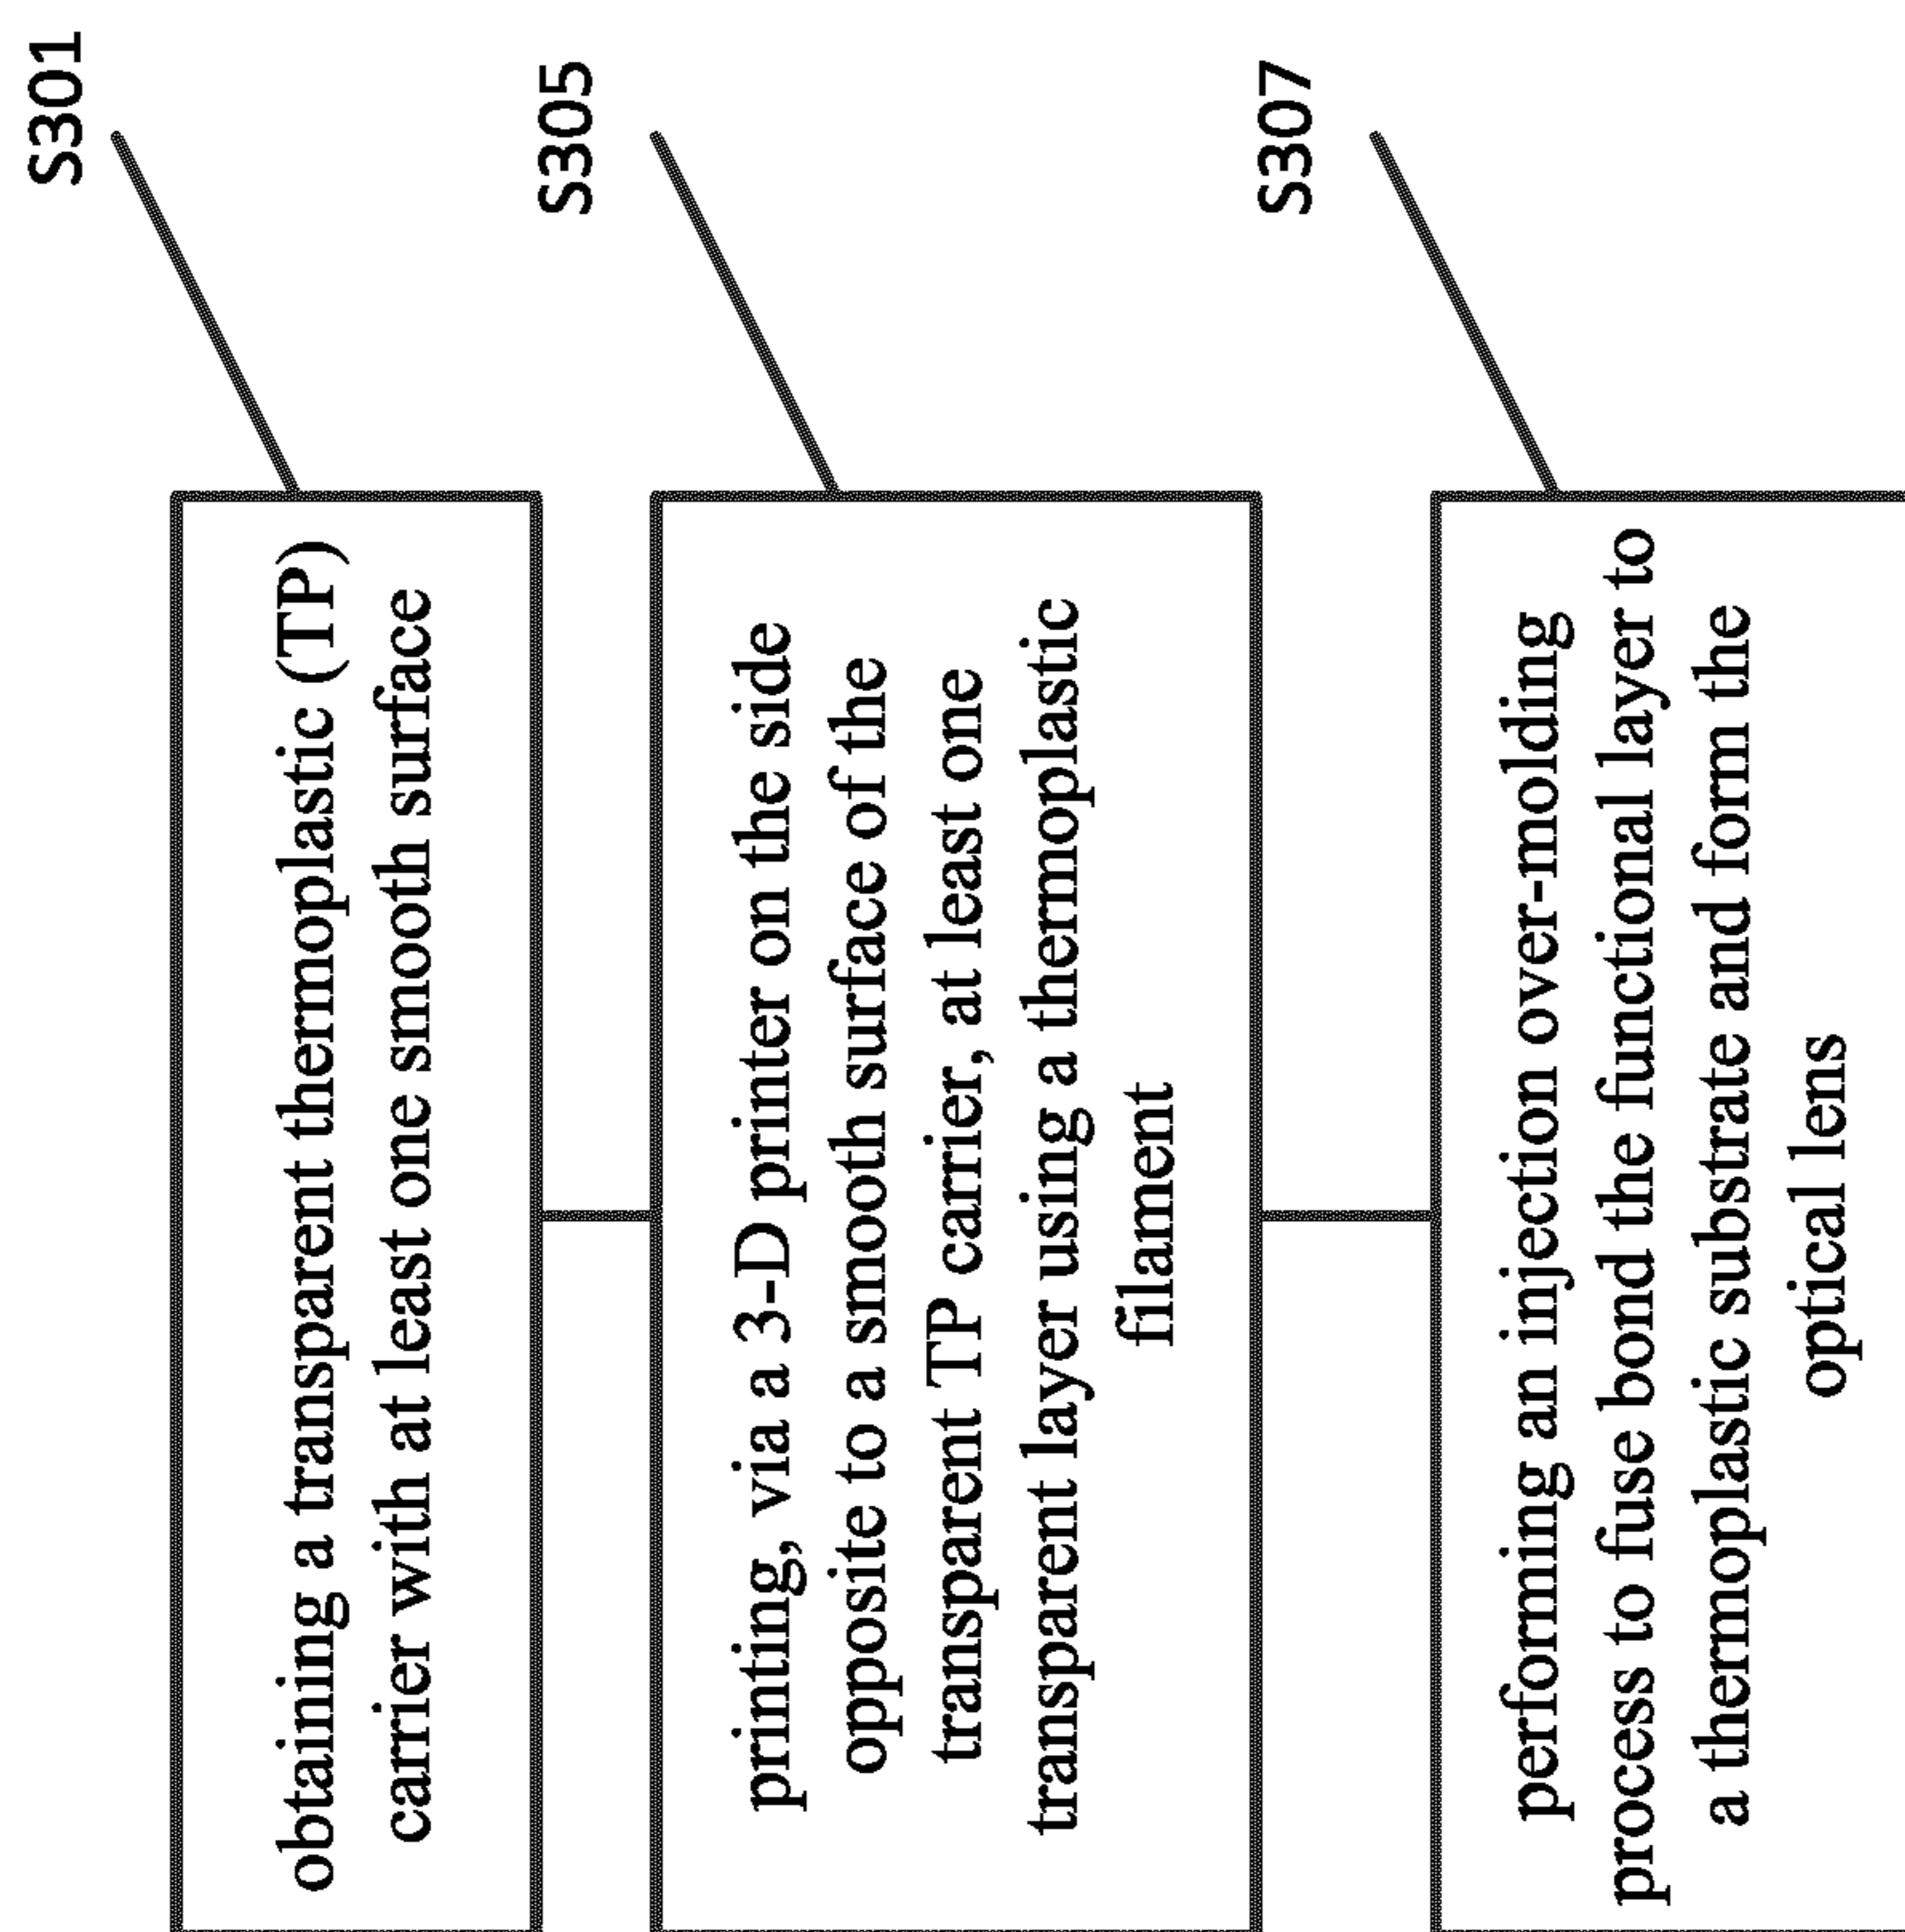 S301
obtaining a transparent thermoplastic (TP)
carrier with at least one smooth surface
S305
printing, via a 3-D printer on the side
opposite to a smooth surface of the
transparent TP carrier, at least one
transparent layer using a thermoplastic
filament
S307
performing an injection over-molding
process to fuse bond the functional layer to
a thermoplastic substrate and form the
optical lens